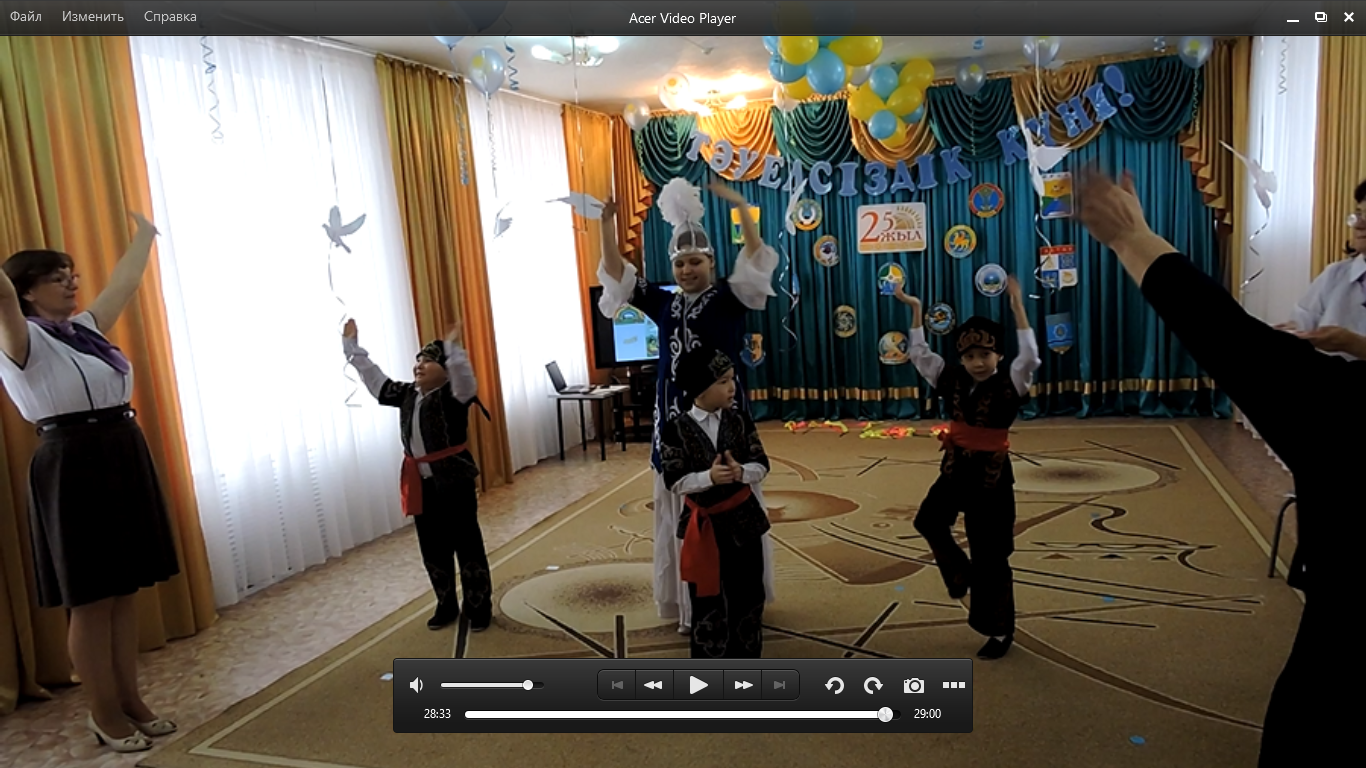 Файл Изменить Справка
Acer Video Player
ТӘУЕЛСІЗДІК КҮНІ!
25
ЖЫЛ
28:33
29:00